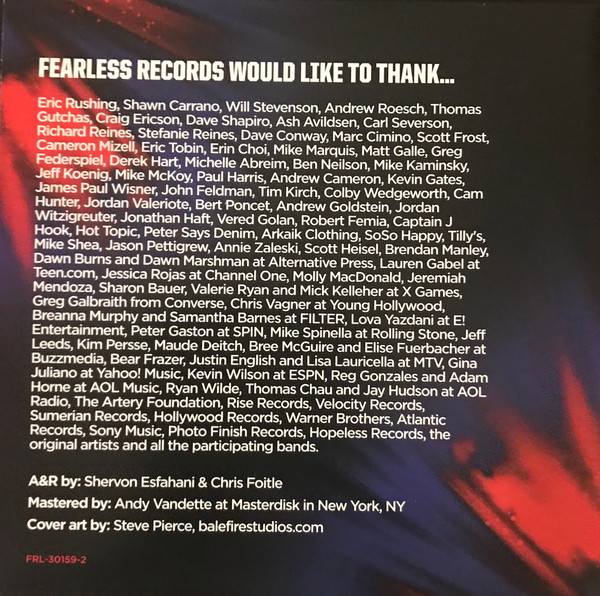 FEARLESS RECORDS WOULD LIKE TO THANK...
Eric Rushing, Shawn Carrano, Will Stevenson, Andrew Roesch, Thomas
Gutchas, Craig Ericson, Dave Shapiro, Ash Avildsen, Carl Severson,
Richard Reines, Stefanie Reines, Dave Conway, Marc Cimino, Scott Frost,
Cameron Mizell, Eric Tobin, Erin Choi, Mike Marquis, Matt Galle, Greg
Federspiel, Derek Hart, Michelle Abreim, Ben Neilson, Mike Kaminsky,
Jeff Koenig, Mike McKoy, Paul Harris, Andrew Cameron, Kevin Gates,
James Paul Wisner, John Feldman, Tim Kirch, Colby Wedgeworth, Cam
Hunter, Jordan Valeriote, Bert Poncet, Andrew Goldstein, Jordan
Witzigreuter, Jonathan Haft, Vered Golan, Robert Femia, Captain J
Hook, Hot Topic, Peter Says Denim, Arkaik Clothing, SoSo Happy, Tilly's,
Mike Shea, Jason Pettigrew, Annie Zaleski, Scott Heisel, Brendan Manley,
Dawn Burns and Dawn Marshman at Alternative Press, Lauren Gabel at
Teen.com, Jessica Rojas at Channel One, Molly MacDonald, Jeremiah
Mendoza, Sharon Bauer, Valerie Ryan and Mick Kelleher at X Games,
Greg Galbraith from Converse, Chris Vagner at Young Hollywood,
Breanna Murphy and Samantha Barnes at FILTER, Lova Yazdani at E!
Entertainment, Peter Gaston at SPIN, Mike Spinella at Rolling Stone, Jeff
Leeds, Kim Persse, Maude Deitch, Bree McGuire and Elise Fuerbacher at
Buzzmedia, Bear Frazer, Justin English and Lisa Lauricella at MTV, Gina
Juliano at Yahoo! Music, Kevin Wilson at ESPN, Reg Gonzales and Adam
Horne at AOL Music, Ryan Wilde, Thomas Chau and Jay Hudson at AOL
Radio, The Artery Foundation, Rise Records, Velocity Records,
Sumerian Records, Hollywood Records, Warner Brothers, Atlantic
Records, Sony Music, Photo Finish Records, Hopeless Records, the
original artists and all the participating bands.
A&R by: Shervon Esfahani & Chris Foitle
Mastered by: Andy Vandette at Masterdisk in New York, NY
Cover art by: Steve Pierce, balefirestudios.com
FRL-30159-2